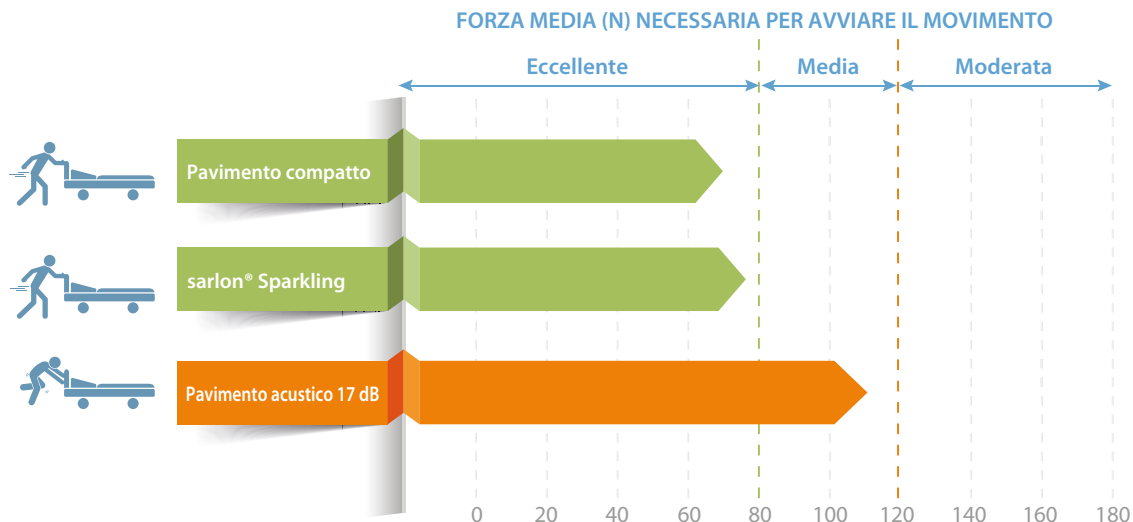 FORZA MEDIA (N) NECESSARIA PER AVVIARE IL MOVIMENTO
Eccellente Media Moderata
Pavimento compatto
sarlon® Sparkling
Pavimento acustico 17 dB
0 20 40 60 80 100 120 140 160 180